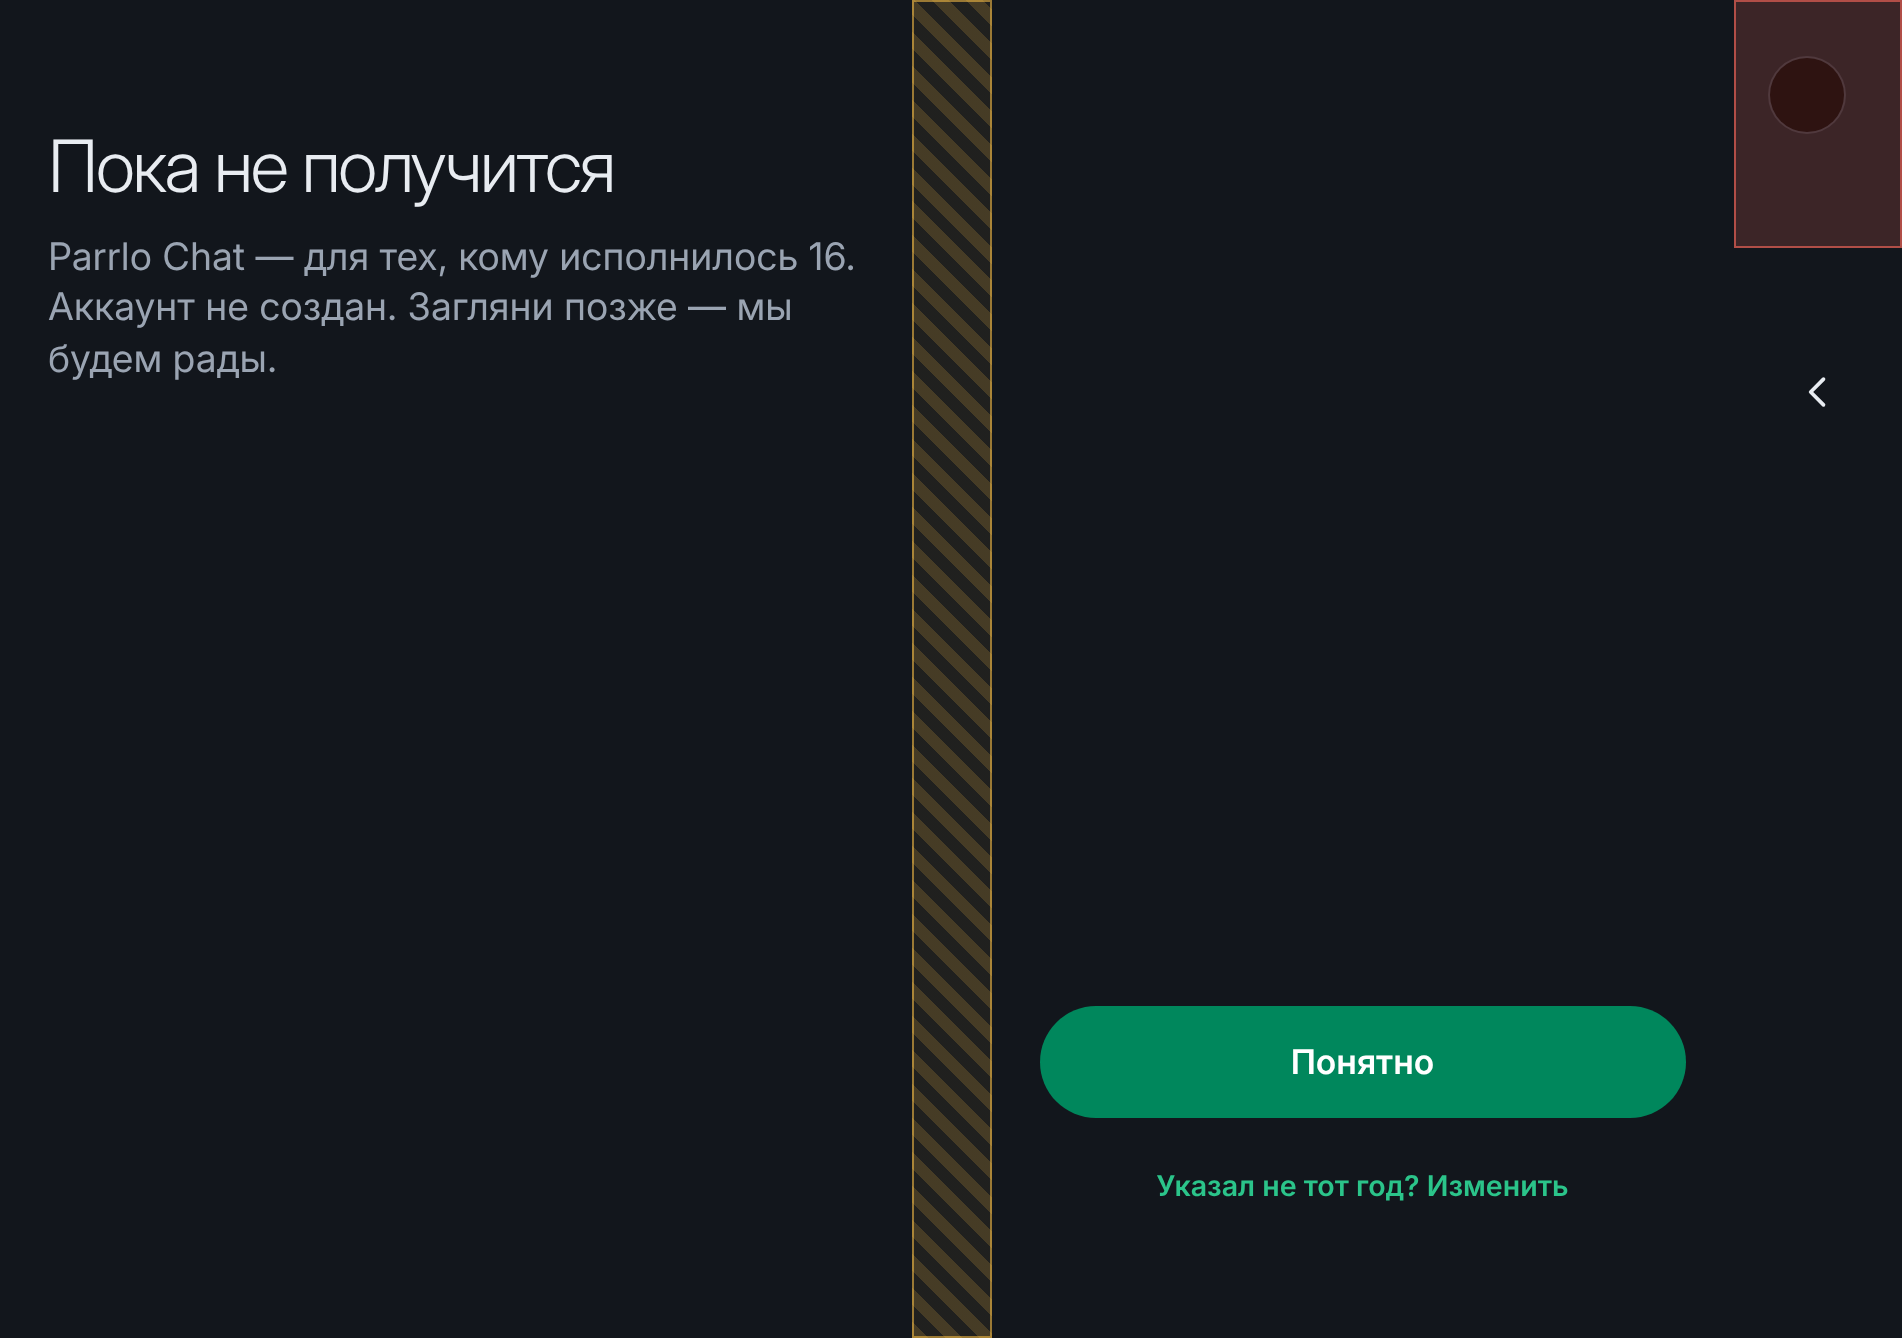 Пока не получится
Parrlo Chat — для тех, кому исполнилось 16.
Аккаунт не создан. Загляни позже — мы
будем рады.
Понятно
Указал не тот год? Изменить